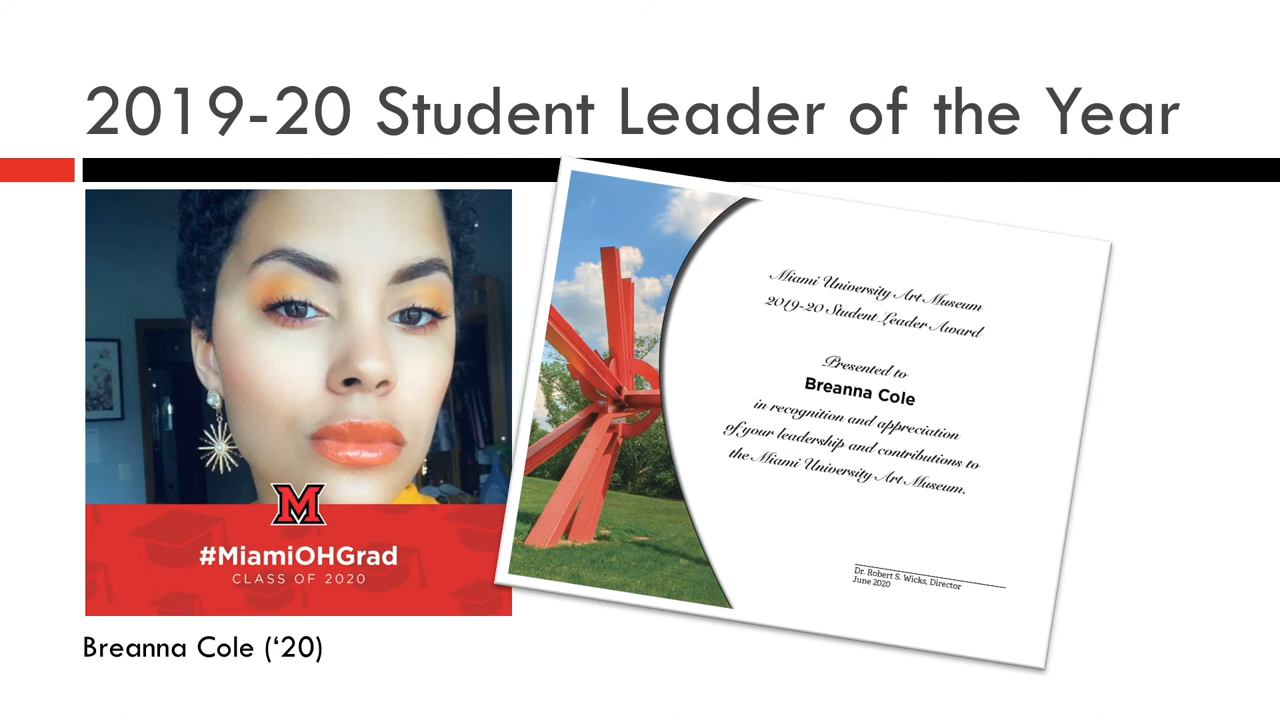 2019-20 Student Leader of the Year
M
#MiamiOHGrad
CLASS OF 2020
Breanna Cole (‘20)
Miami University Art Museum
2019-20 Student Leader Award
Presented to
Breanna Cole
in recognition and appreciation
of your leadership and contributions to
the Miami University Art Museum.
Dr. Robert S. Wicks, Director
June 2020